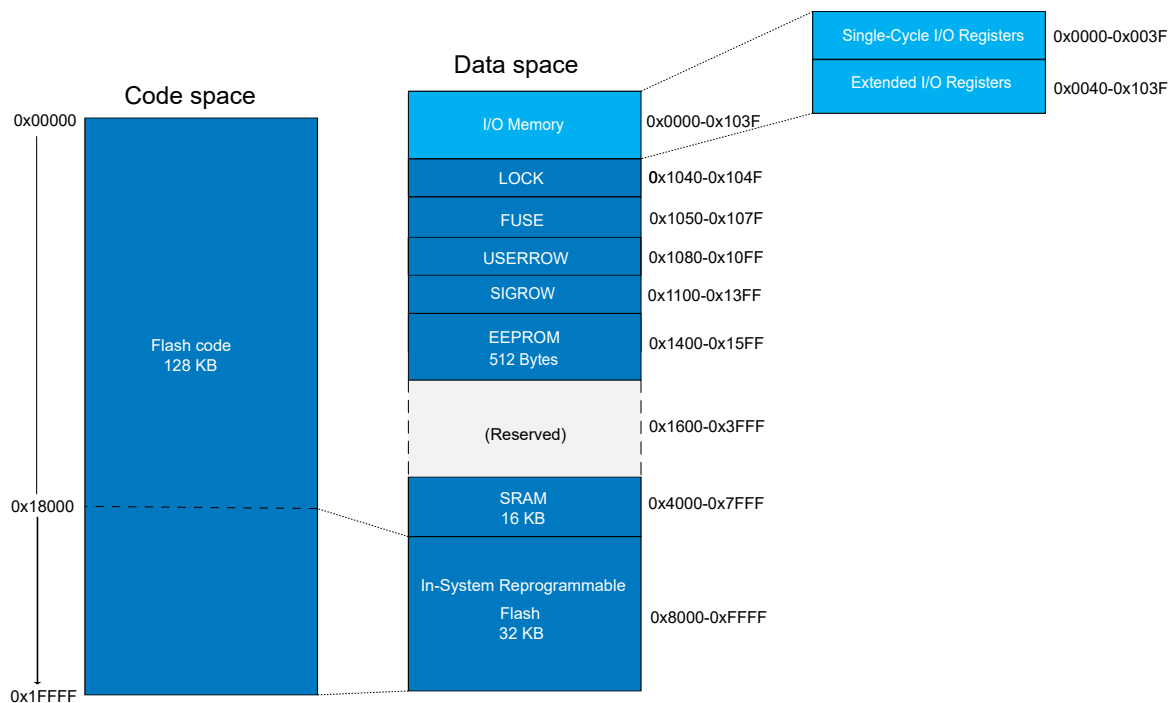 Single-Cycle I/O Registers
0x0000-0x003F
Extended I/O Registers
0x0040-0x103F
Data space
Code space
0x00000
I/O Memory
0x0000-0x103F
LOCK
0x1040-0x104F
FUSE
0x1050-0x107F
USERROW
0x1080-0x10FF
SIGROW
0x1100-0x13FF
EEPROM
512 Bytes
0x1400-0x15FF
Flash code
128 KB
(Reserved)
0x1600-0x3FFF
0x18000
SRAM
16 KB
0x4000-0x7FFF
In-System Reprogrammable
Flash
32 KB
0x8000-0xFFFF
0x1FFFF